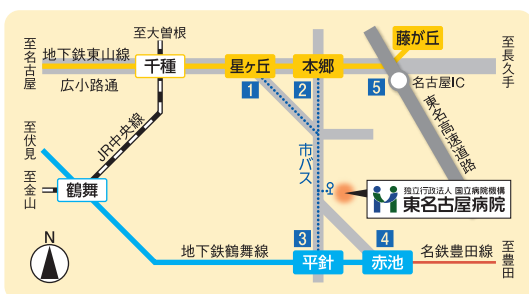 至大曽根
至名古屋
地下鉄東山線
千種
星ヶ丘
本郷
藤が丘
至長久手
広小路通
1
2
5
名古屋IC
至伏見
JR中央線
市バス
東名高速道路
至金山
鶴舞
独立行政法人 国立病院機構
東名古屋病院
N
地下鉄鶴舞線
3
平針
4
赤池
名鉄豊田線
至豊田